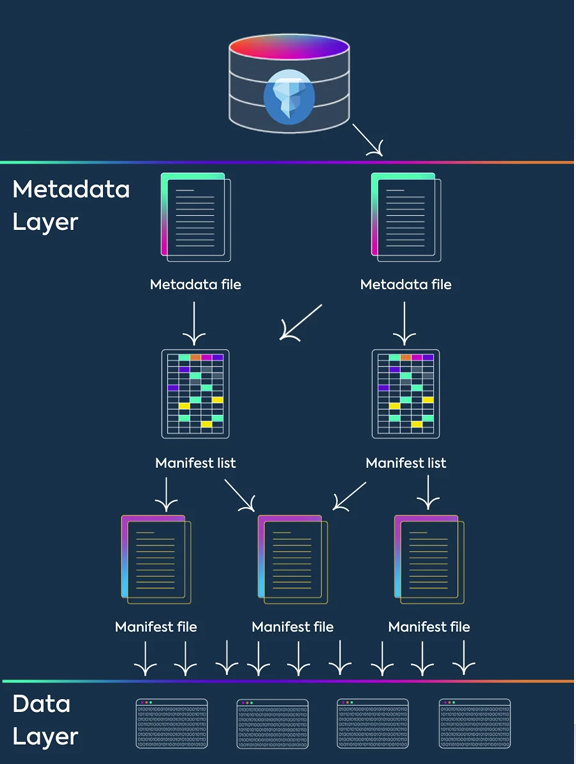 Metadata
Layer
Metadata file
Metadata file
Manifest list
Manifest list
Manifest file
Manifest file
Manifest file
Data
Layer